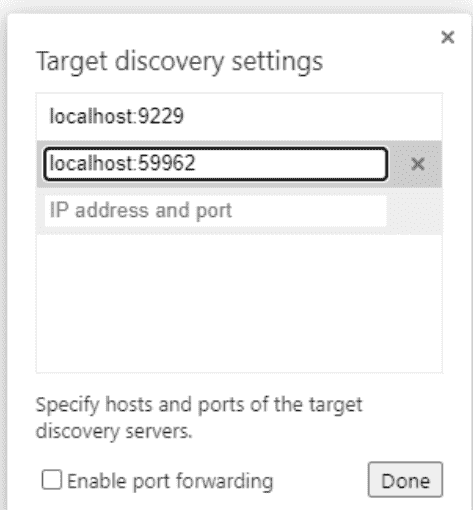 Target discovery settings
localhost:9229
localhost:59962
IP address and port
Specify hosts and ports of the target
discovery servers.
Enable port forwarding
Done